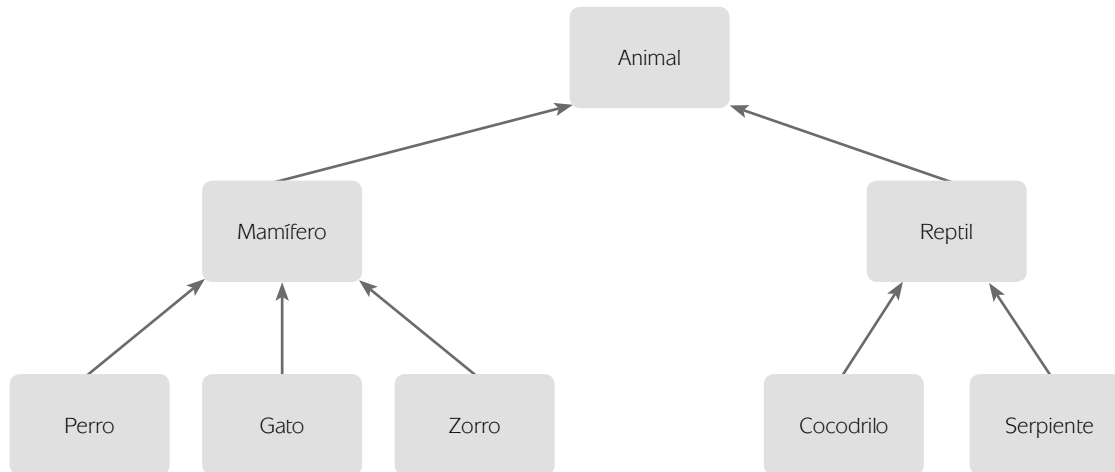 Animal
Mamífero
Reptil
Perro
Gato
Zorro
Cocodrilo
Serpiente